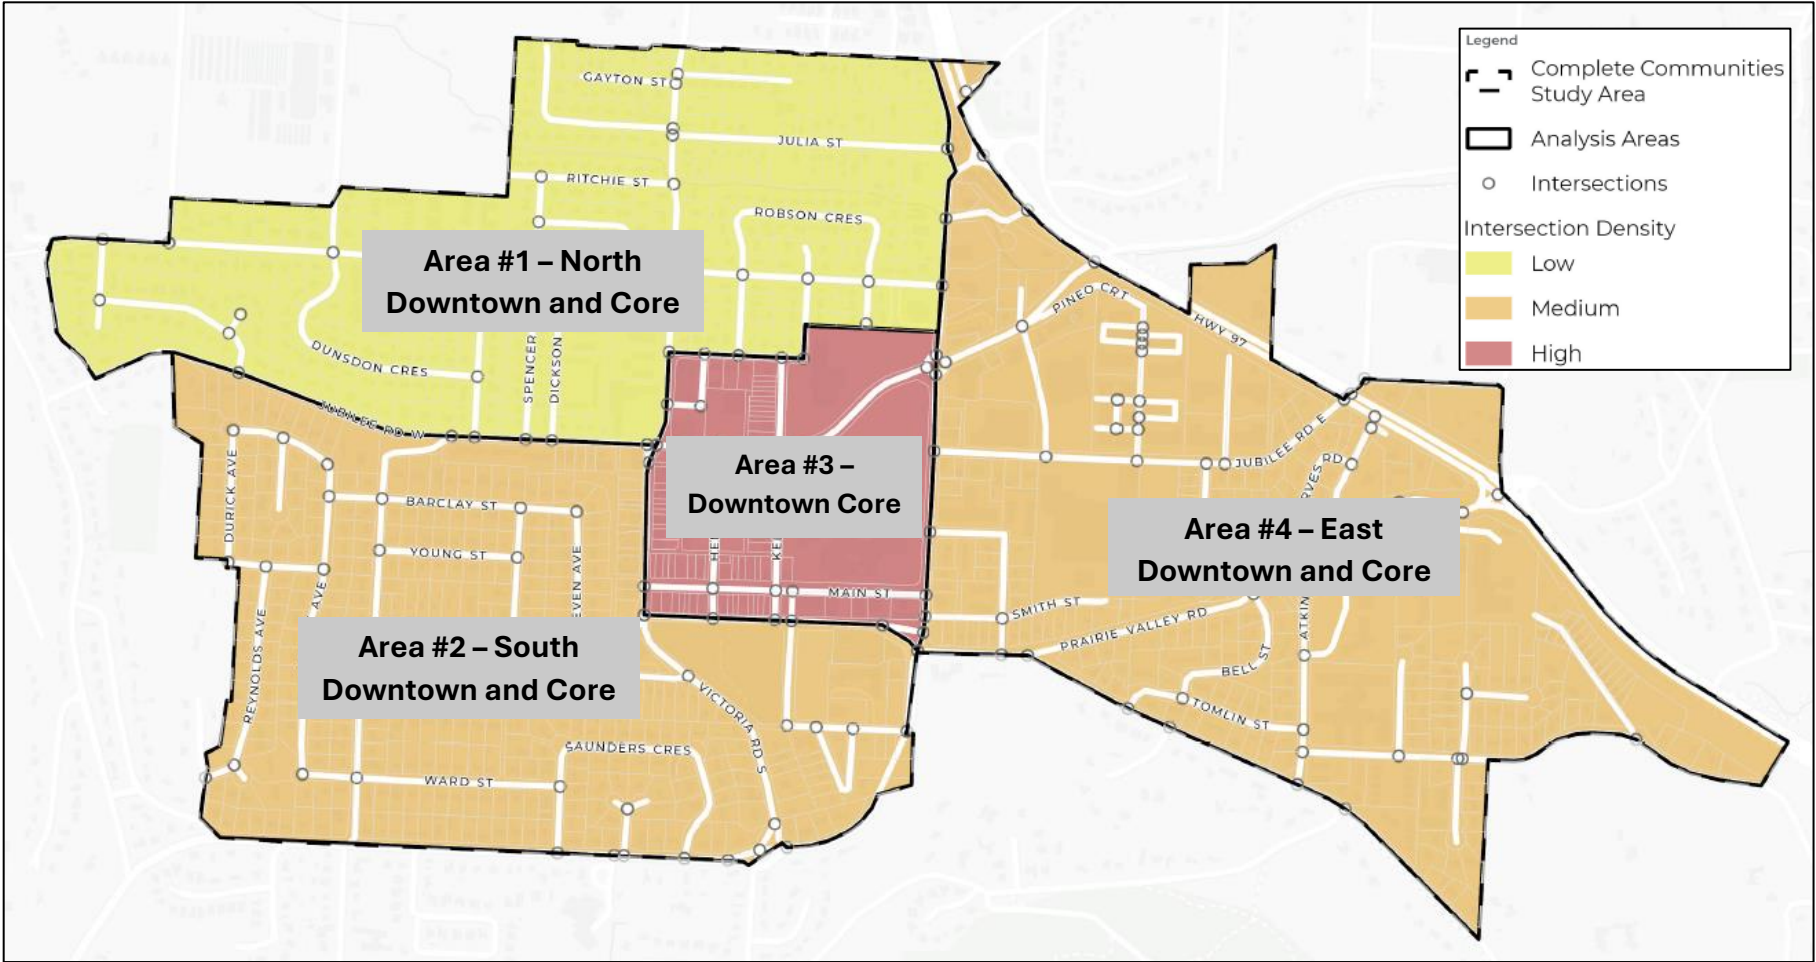 Legend
Complete Communities
Study Area
Analysis Areas
Intersections
Intersection Density
Low
Medium
High
GAYTON ST
JULIA ST
RITCHIE ST
ROBSON CRES
Area #1 – North
Downtown and Core
PINEO CRT
HWY 97
DUNSDON CRES
SPENCER
DICKSON
JUBILEE RD W
JUBILEE RD E
Area #3 –
Downtown Core
DURICK AVE
BARCLAY ST
YOUNG ST
EVEN AVE
AVE
HE
KE
MAIN ST
RVES RD
Area #4 – East
Downtown and Core
SMITH ST
PRAIRIE VALLEY RD
ATKIN
BELL ST
TOMLIN ST
REYNOLDS AVE
Area #2 – South
Downtown and Core
VICTORIA RD S
SAUNDERS CRES
WARD ST